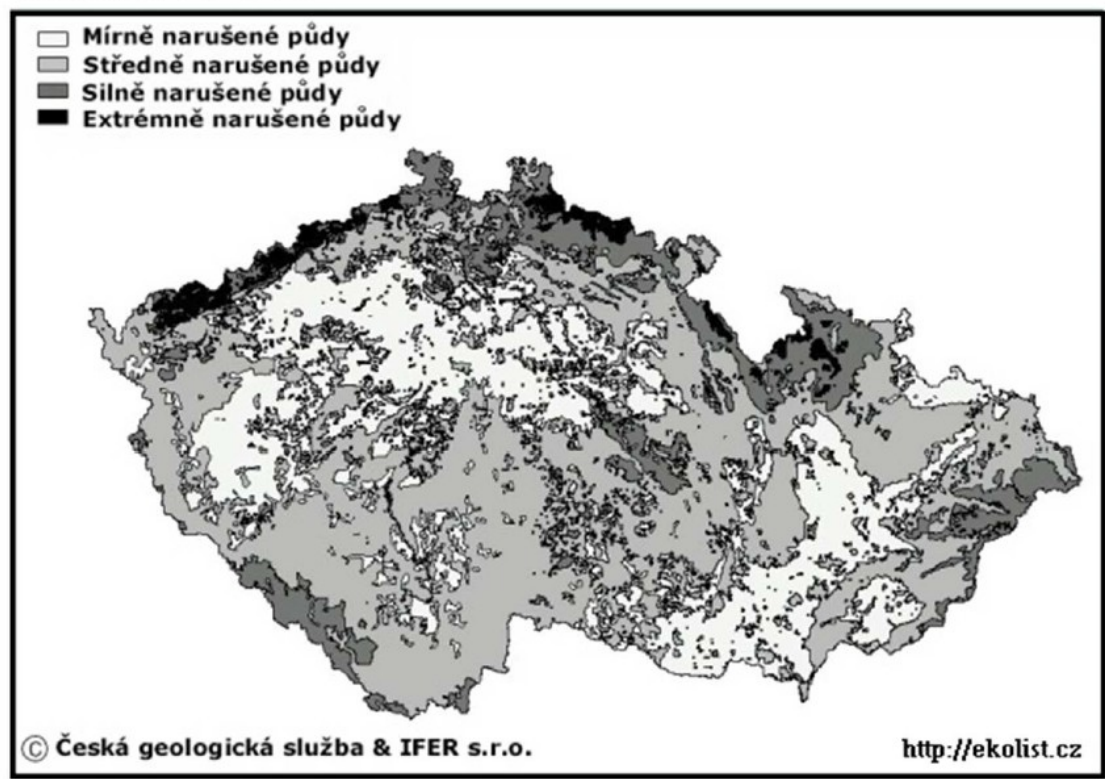 Mírně narušené půdy
Středně narušené půdy
Silně narušené půdy
Extrémně narušené půdy
© Česká geologická služba & IFER s.r.o.
http://ekolist.cz